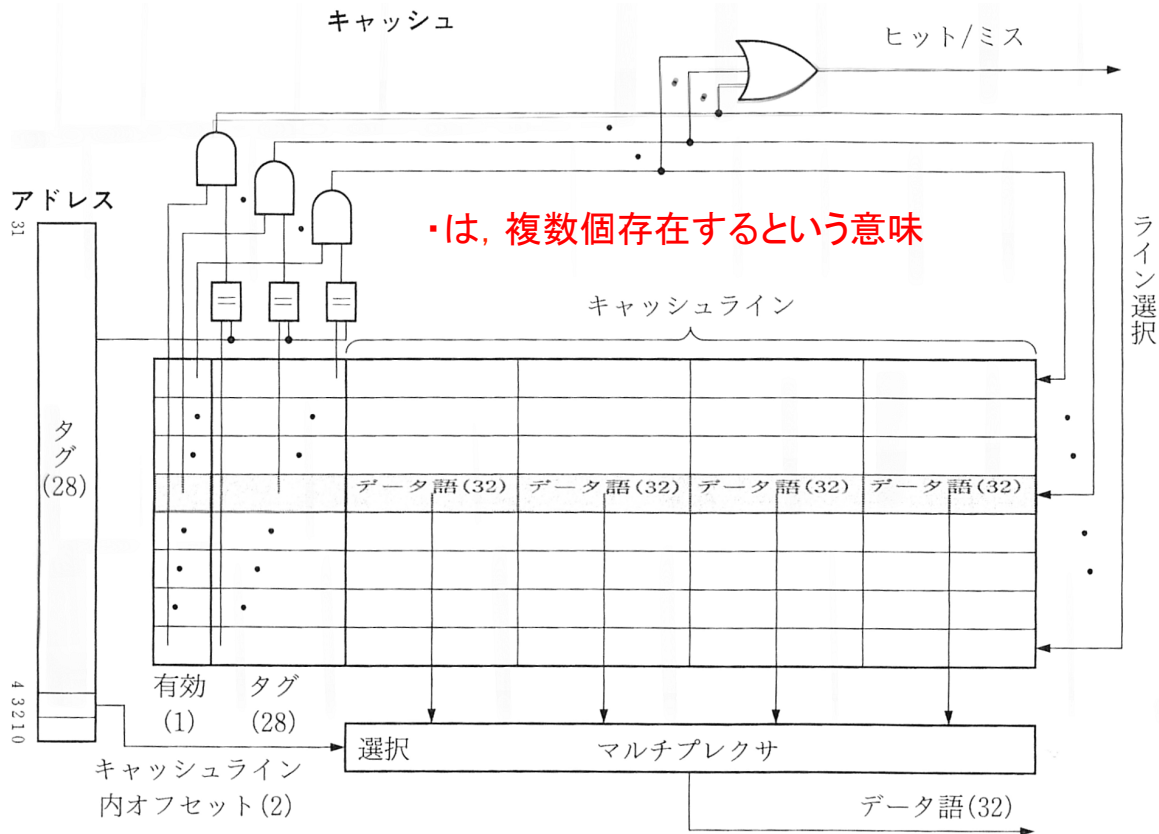 キャッシュ
ヒット/ミス
アドレス
31
・は，複数個存在するという意味
キャッシュライン
ライン選択
=
=
=
タグ
(28)
データ語(32)
データ語(32)
データ語(32)
データ語(32)
4 3 2 1 0
有効
(1)
タグ
(28)
選択
マルチプレクサ
キャッシュライン
内オフセット(2)
データ語(32)